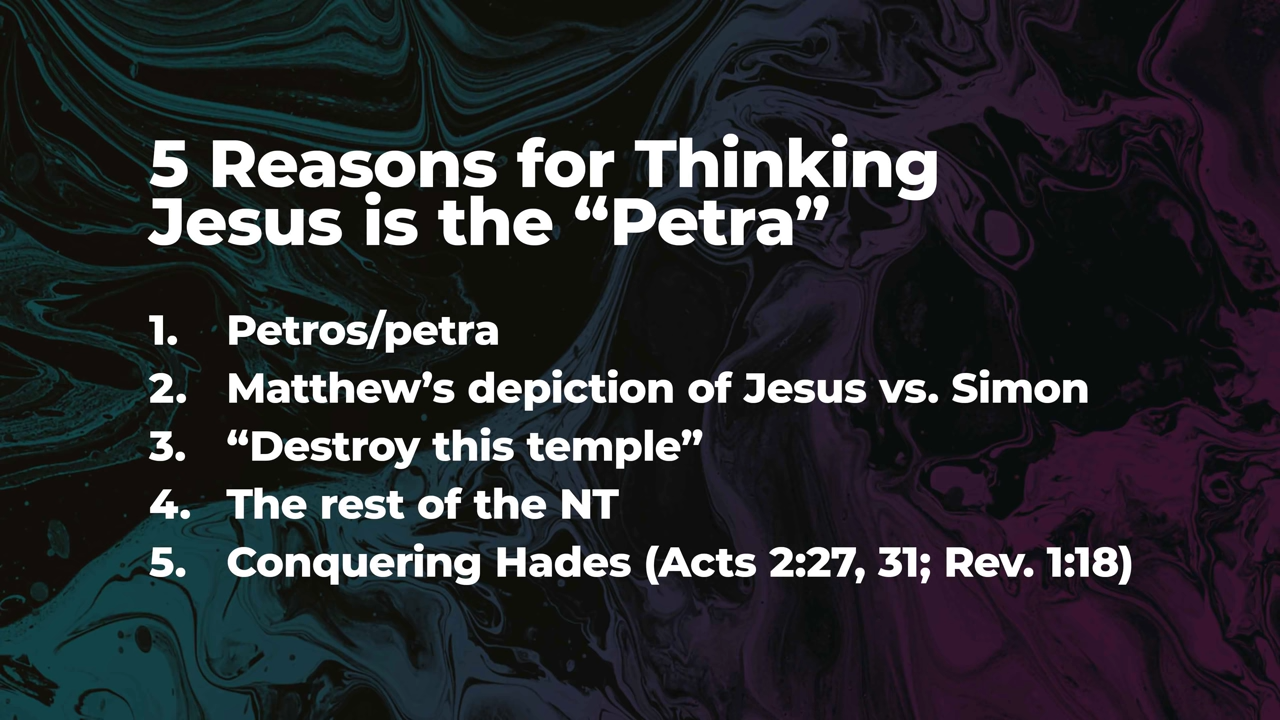 5 Reasons for Thinking
Jesus is the “Petra”
1. Petros/petra
2. Matthew’s depiction of Jesus vs. Simon
3. “Destroy this temple”
4. The rest of the NT
5. Conquering Hades (Acts 2:27, 31; Rev. 1:18)